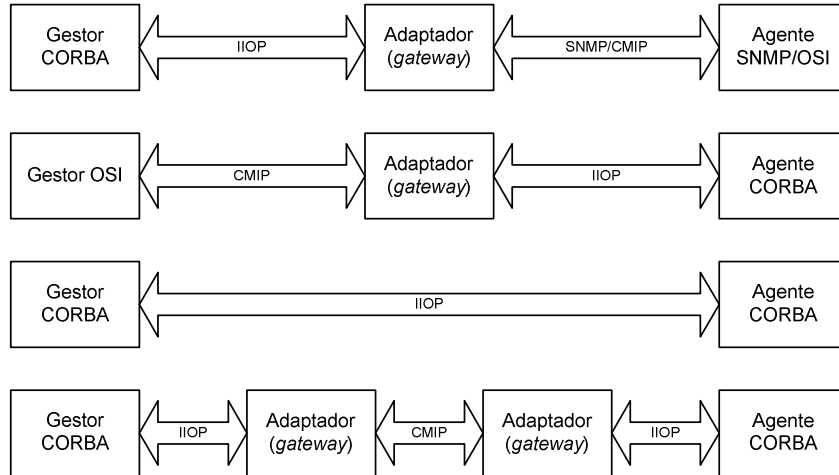 Gestor
CORBA
IIOP
Adaptador
(gateway)
SNMP/CMIP
Agente
SNMP/OSI
Gestor OSI
CMIP
Adaptador
(gateway)
IIOP
Agente
CORBA
Gestor
CORBA
IIOP
Agente
CORBA
Gestor
CORBA
IIOP
Adaptador
(gateway)
CMIP
Adaptador
(gateway)
IIOP
Agente
CORBA